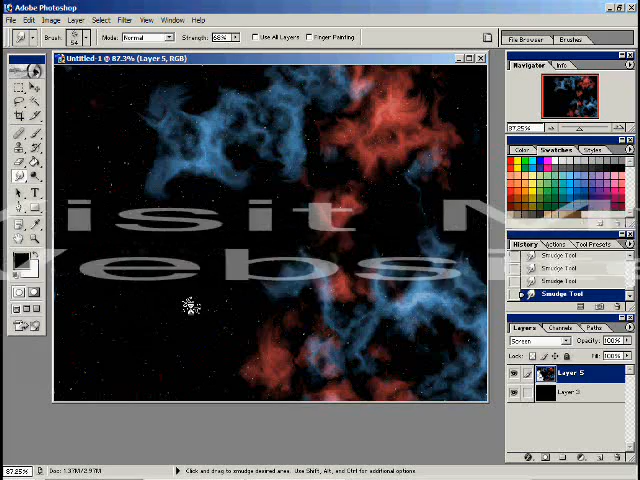 Adobe Photoshop
File Edit Image Layer Select Filter View Window Help
Brush: 54 Mode: Normal Strength: 68% Use All Layers Finger Painting File Browser Brushes
Untitled-1 @ 87.3% (Layer 5, RGB)
Navigator Info
87.25%
Color Swatches Styles
Visit My
Website
History Actions Tool Presets
Smudge Tool
Smudge Tool
Smudge Tool
Smudge Tool
Layers Channels Paths
Screen Opacity: 100%
Lock: Fill: 100%
Layer 5
Layer 3
87.25% Doc: 1.37M/2.97M Click and drag to smudge desired area. Use Shift, Alt, and Ctrl for additional options.